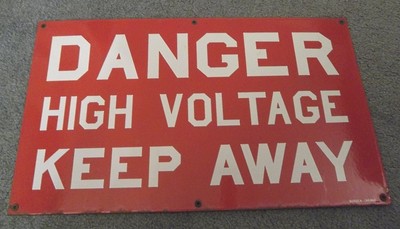 DANGER
HIGH VOLTAGE
KEEP AWAY